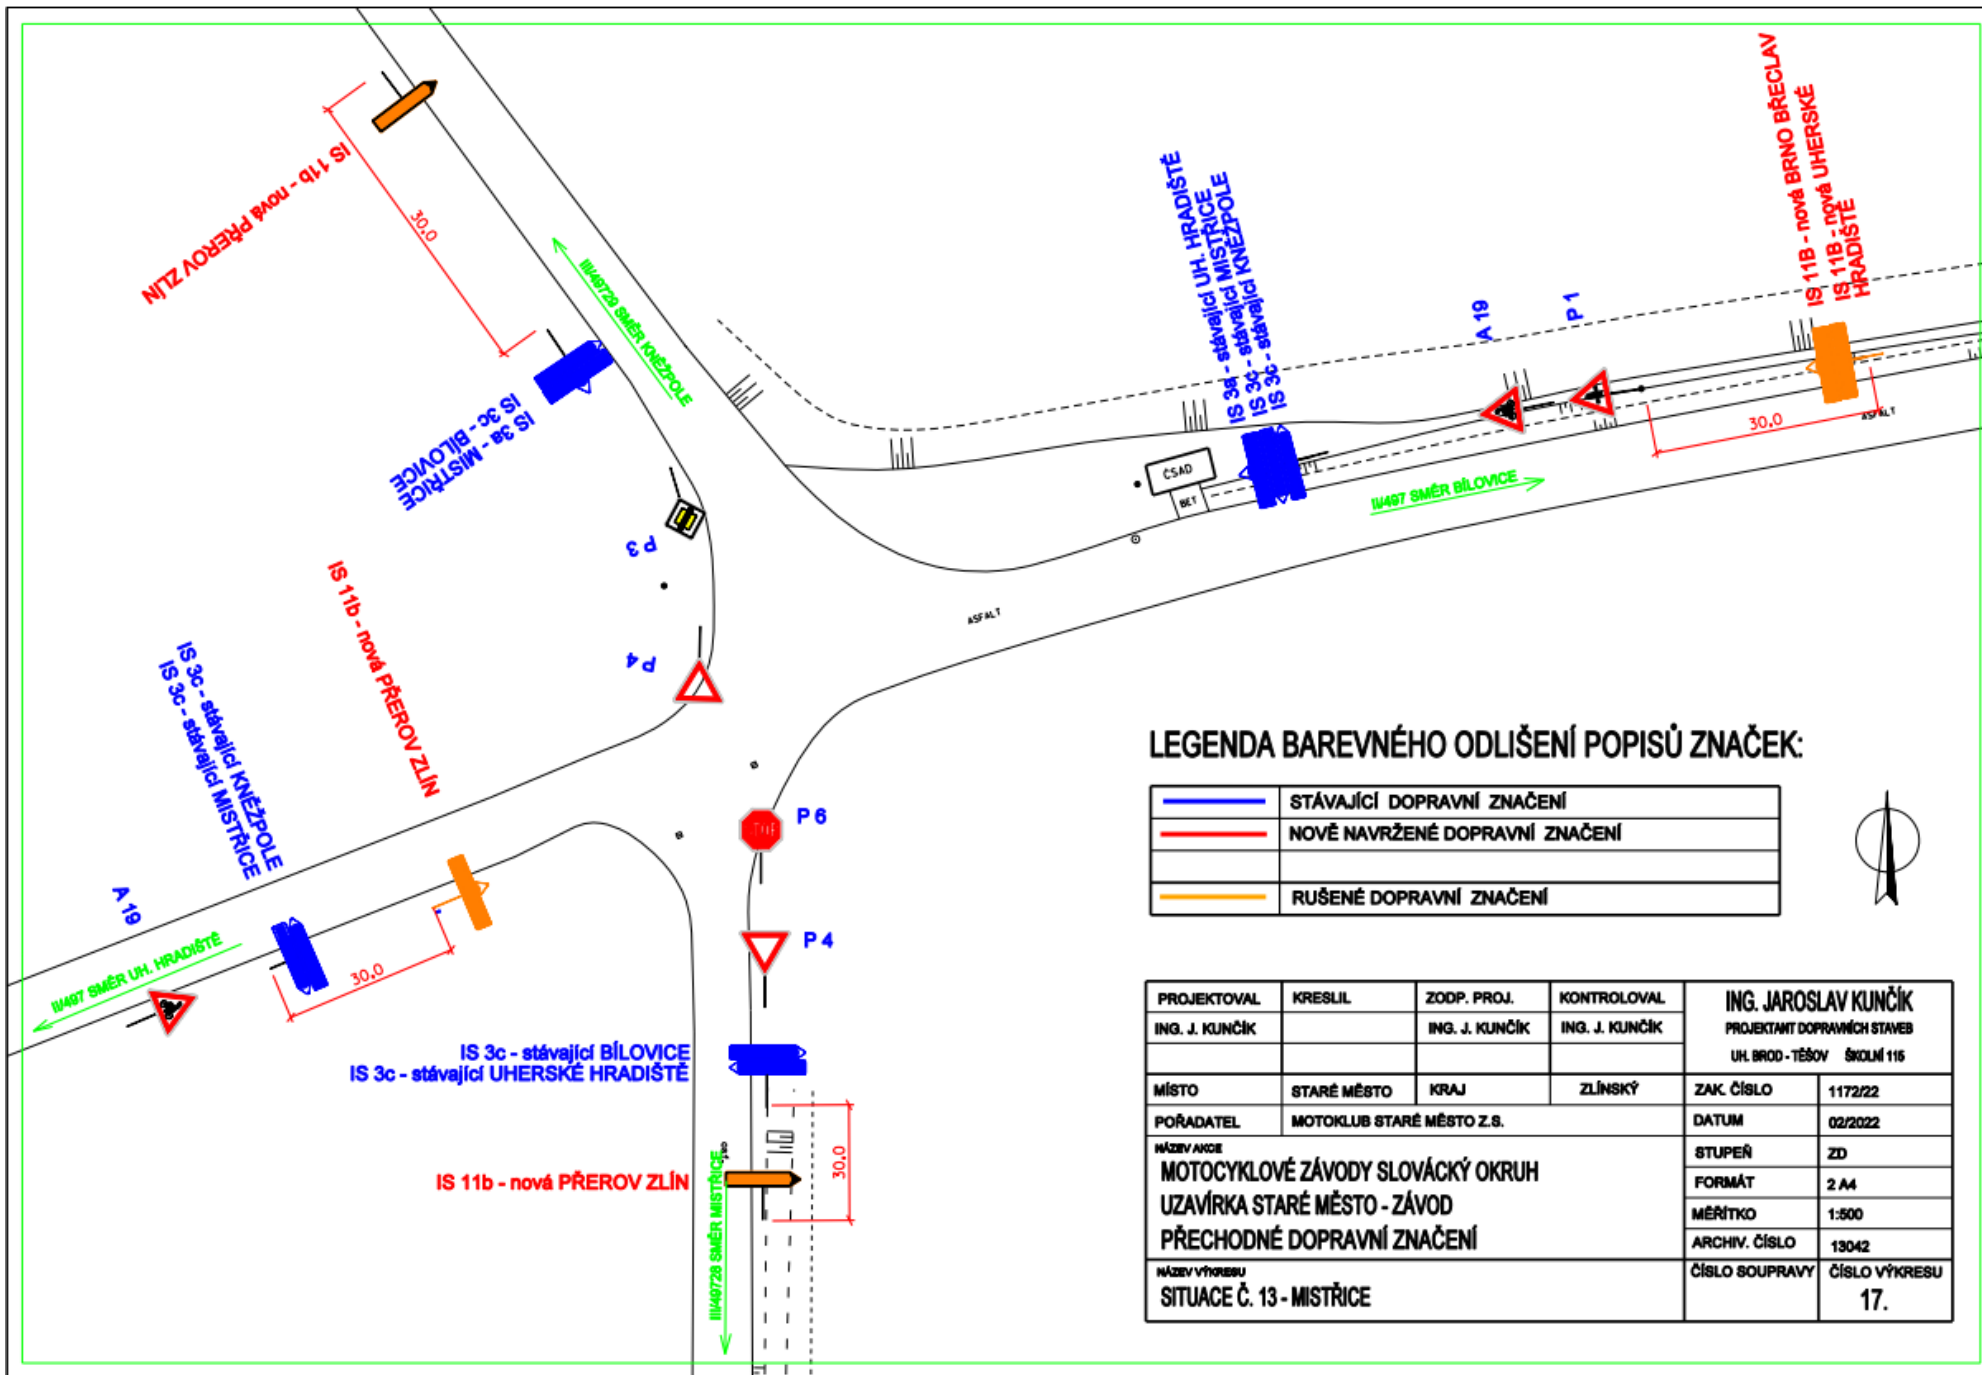 IS 11b - nová PŘEROV ZLÍN
30.0
III/49729 SMĚR KNĚŽPOLE
IS 3a - MISTŘICE
IS 3c - BÍLOVICE
P 3
P 4
IS 3a - stávající UH. HRADIŠTĚ
IS 3c - stávající MISTŘICE
IS 3c - stávající KNĚŽPOLE
A 19
P 1
IS 11B - nová BRNO BŘECLAV
IS 11B - nová UHERSKÉ
HRADIŠTĚ
30.0
ASFALT
ČSAD
BET
II/497 SMĚR BÍLOVICE
ASFALT
IS 11b - nová PŘEROV ZLÍN
IS 3c - stávající KNĚŽPOLE
IS 3c - stávající MISTŘICE
A 19
II/497 SMĚR UH. HRADIŠTĚ
30.0
STOP
P 6
P 4
IS 3c - stávající BÍLOVICE
IS 3c - stávající UHERSKÉ HRADIŠTĚ
30.0
IS 11b - nová PŘEROV ZLÍN
III/49728 SMĚR MISTŘICE
LEGENDA BAREVNÉHO ODLIŠENÍ POPISŮ ZNAČEK:
STÁVAJÍCÍ DOPRAVNÍ ZNAČENÍ
NOVĚ NAVRŽENÉ DOPRAVNÍ ZNAČENÍ
RUŠENÉ DOPRAVNÍ ZNAČENÍ
PROJEKTOVAL KRESLIL ZODP. PROJ. KONTROLOVAL
ING. J. KUNČÍK ING. J. KUNČÍK ING. J. KUNČÍK
ING. JAROSLAV KUNČÍK
PROJEKTANT DOPRAVNÍCH STAVEB
UH. BROD - TĚŠOV ŠKOLNÍ 115
MÍSTO STARÉ MĚSTO KRAJ ZLÍNSKÝ ZAK. ČÍSLO 1172/22
POŘADATEL MOTOKLUB STARÉ MĚSTO Z.S. DATUM 02/2022
NÁZEV AKCE
MOTOCYKLOVÉ ZÁVODY SLOVÁCKÝ OKRUH
UZAVÍRKA STARÉ MĚSTO - ZÁVOD
PŘECHODNÉ DOPRAVNÍ ZNAČENÍ
STUPEŇ ZD
FORMÁT 2 A4
MĚŘÍTKO 1:500
ARCHIV. ČÍSLO 13042
NÁZEV VÝKRESU
SITUACE Č. 13 - MISTŘICE
ČÍSLO SOUPRAVY ČÍSLO VÝKRESU
17.